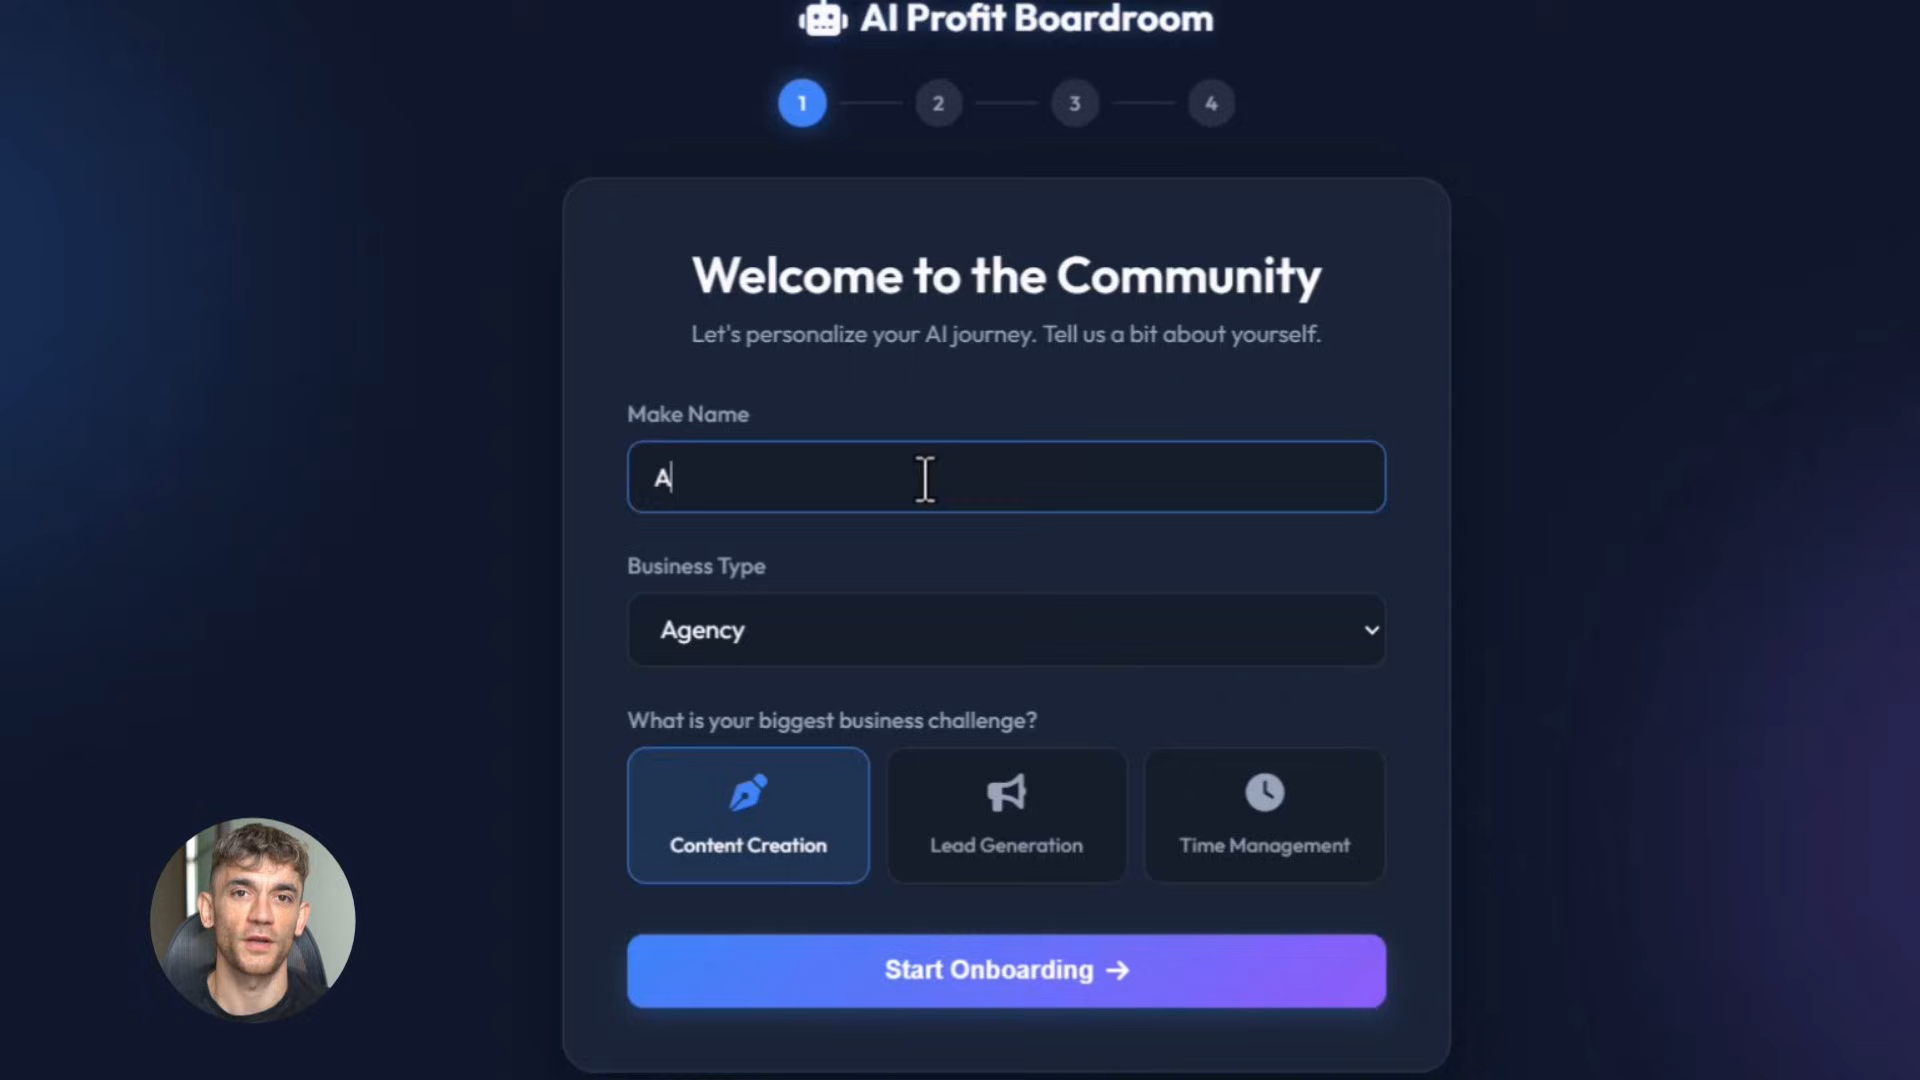 AI Profit Boardroom
1 2 3 4
Welcome to the Community
Let's personalize your AI journey. Tell us a bit about yourself.
Make Name
A
Business Type
Agency
What is your biggest business challenge?
Content Creation Lead Generation Time Management
Start Onboarding →